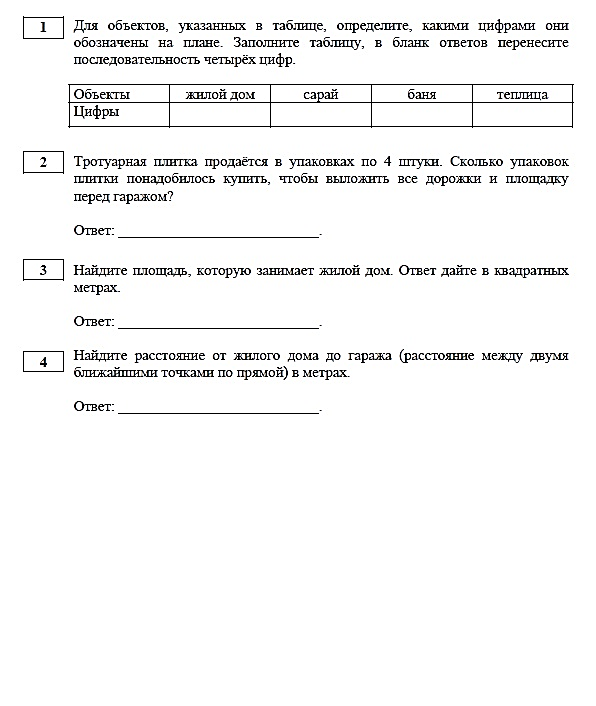 1 Для объектов, указанных в таблице, определите, какими цифрами они
обозначены на плане. Заполните таблицу, в бланк ответов перенесите
последовательность четырёх цифр.
Объекты жилой дом сарай баня теплица
Цифры
2 Тротуарная плитка продаётся в упаковках по 4 штуки. Сколько упаковок
плитки понадобилось купить, чтобы выложить все дорожки и площадку
перед гаражом?
Ответ: ____________________________.
3 Найдите площадь, которую занимает жилой дом. Ответ дайте в квадратных
метрах.
Ответ: ____________________________.
4 Найдите расстояние от жилого дома до гаража (расстояние между двумя
ближайшими точками по прямой) в метрах.
Ответ: ____________________________.